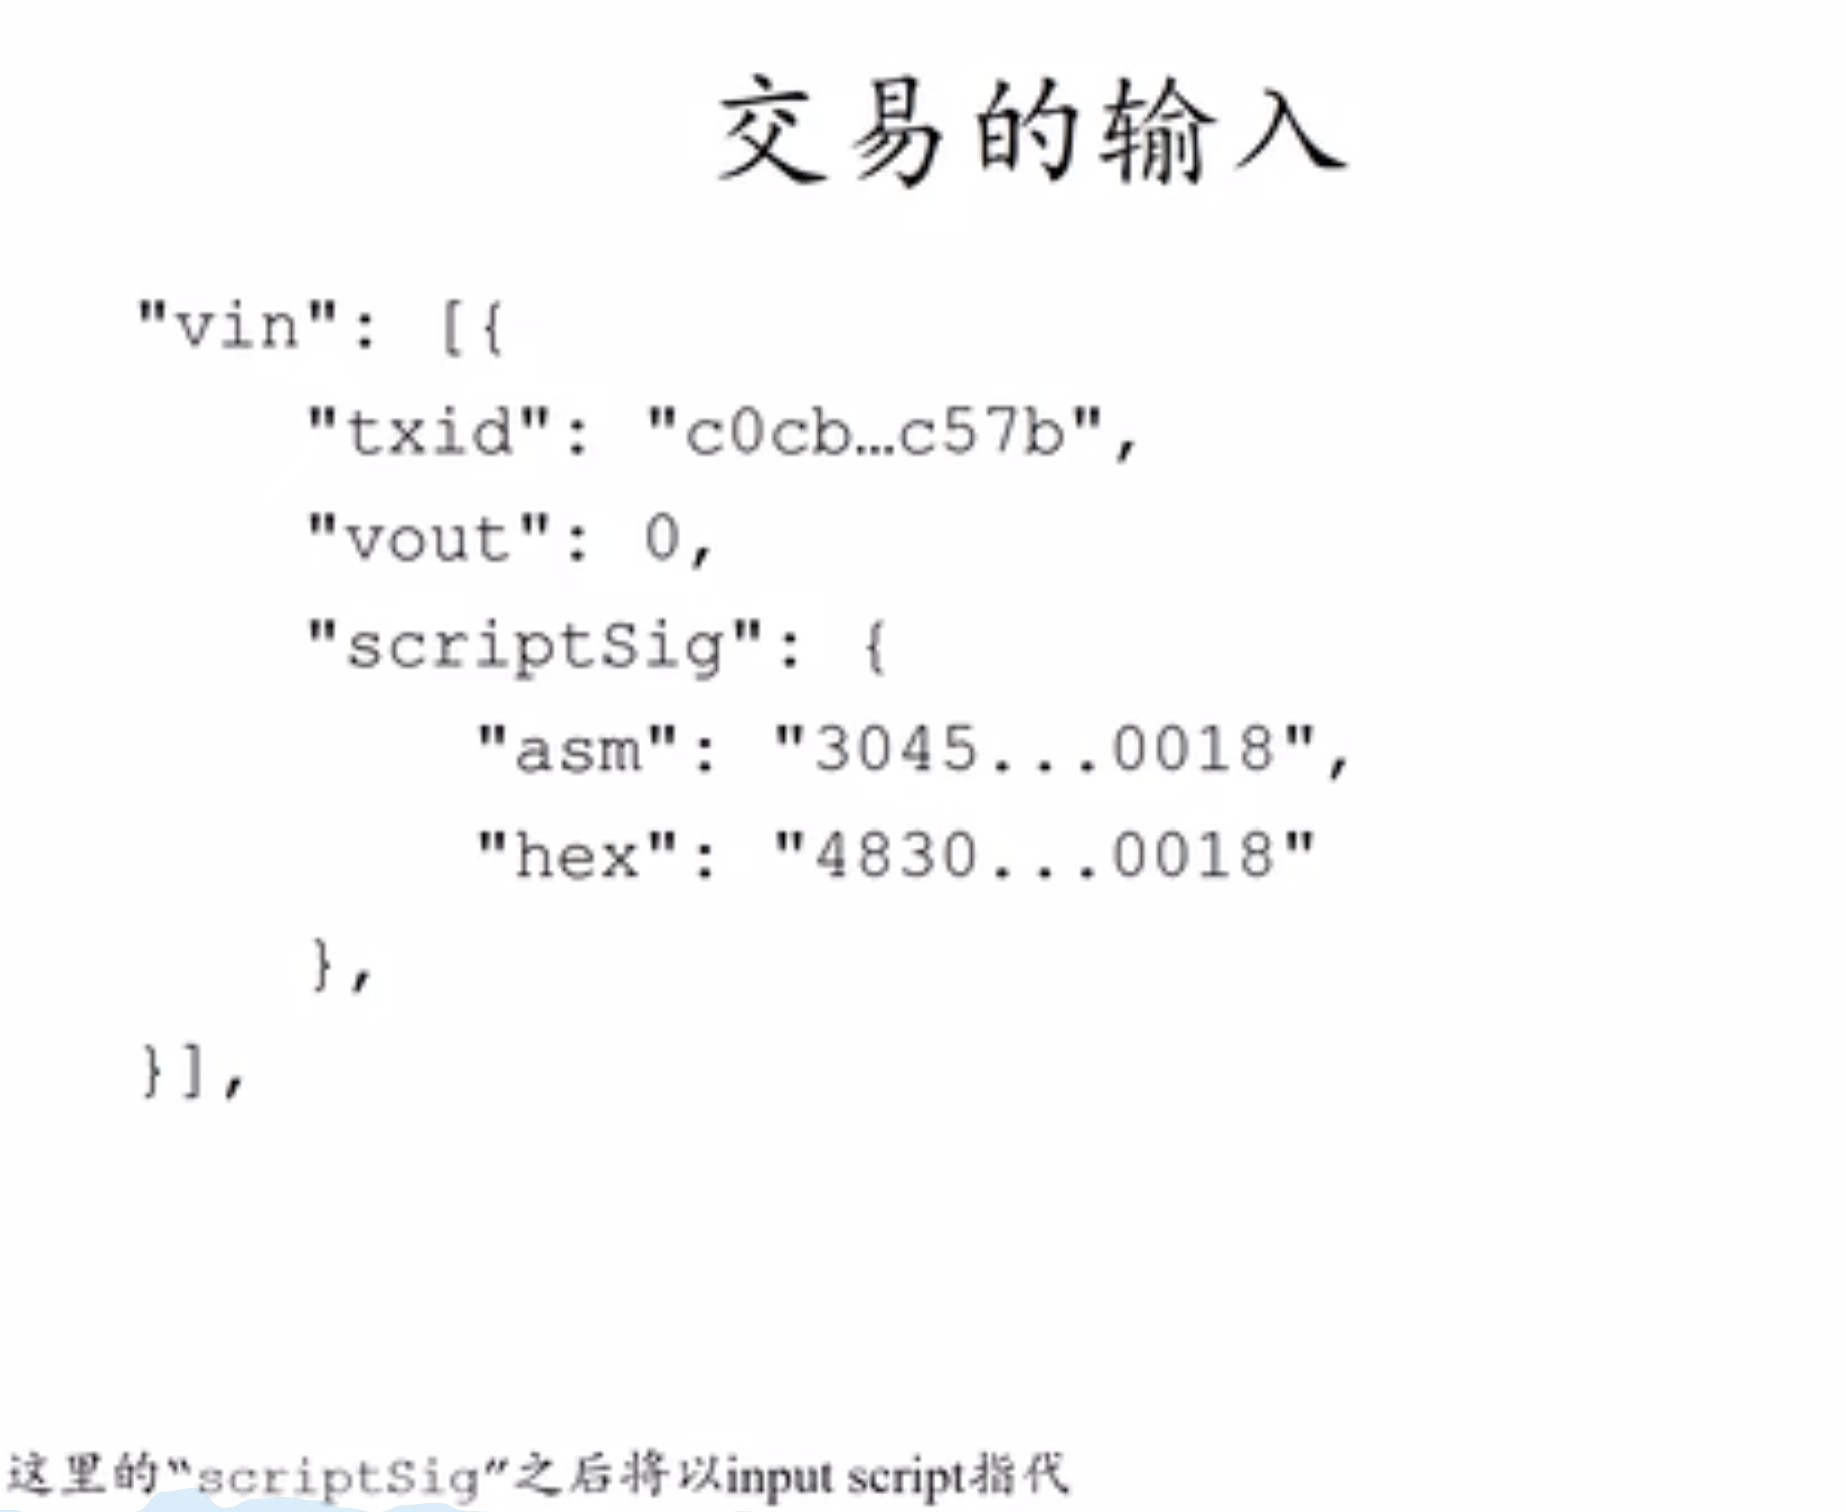 交易的输入
"vin": [{
"txid": "c0cb…c57b",
"vout": 0,
"scriptSig": {
"asm": "3045...0018",
"hex": "4830...0018"
},
}],
这里的“scriptSig”之后将以input script指代